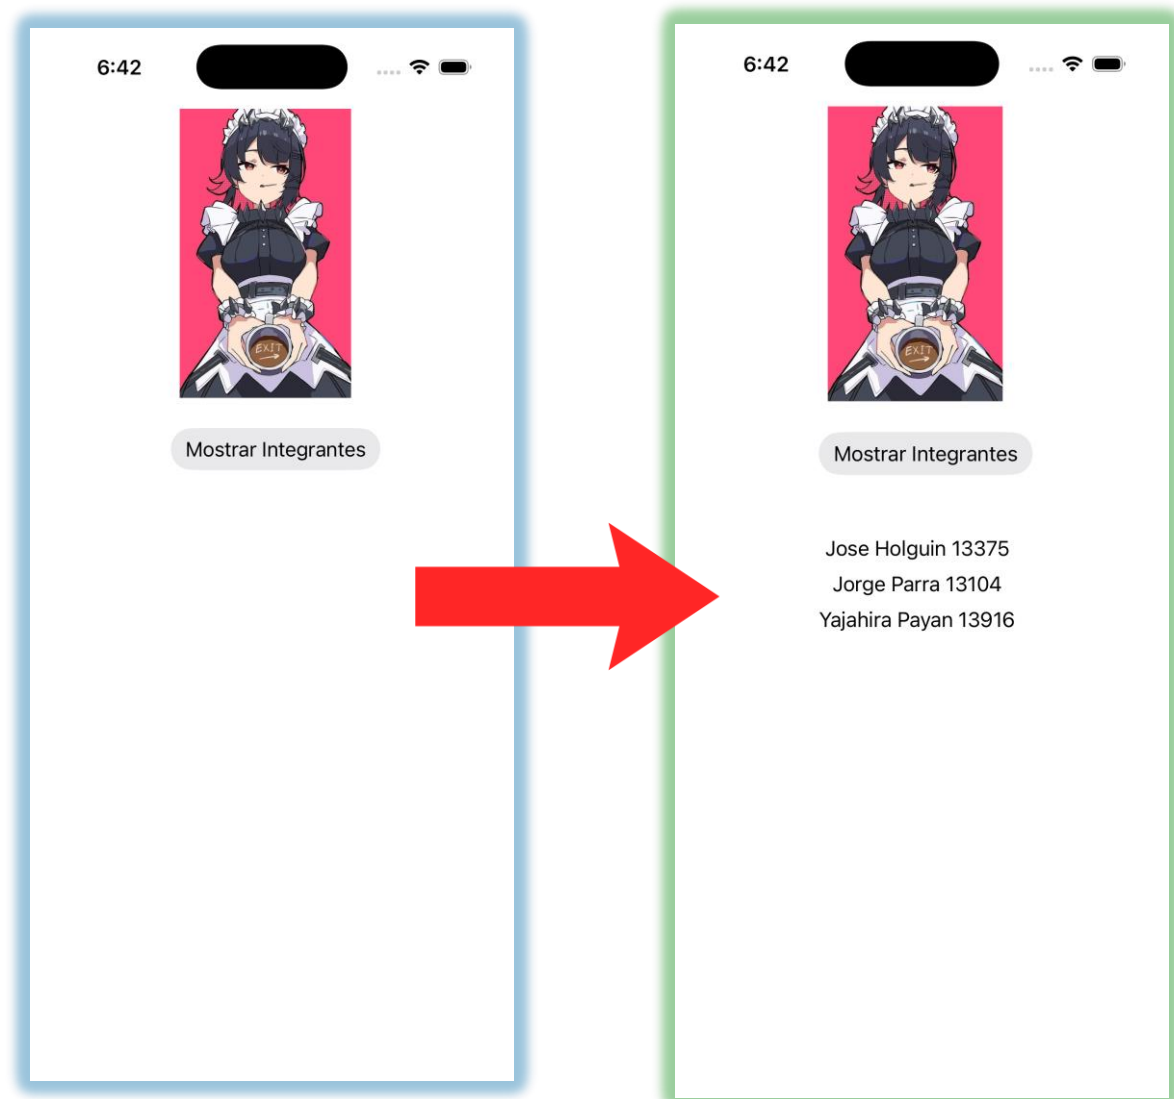 6:42
EXIT
Mostrar Integrantes
6:42
EXIT
Mostrar Integrantes
Jose Holguin 13375
Jorge Parra 13104
Yajahira Payan 13916